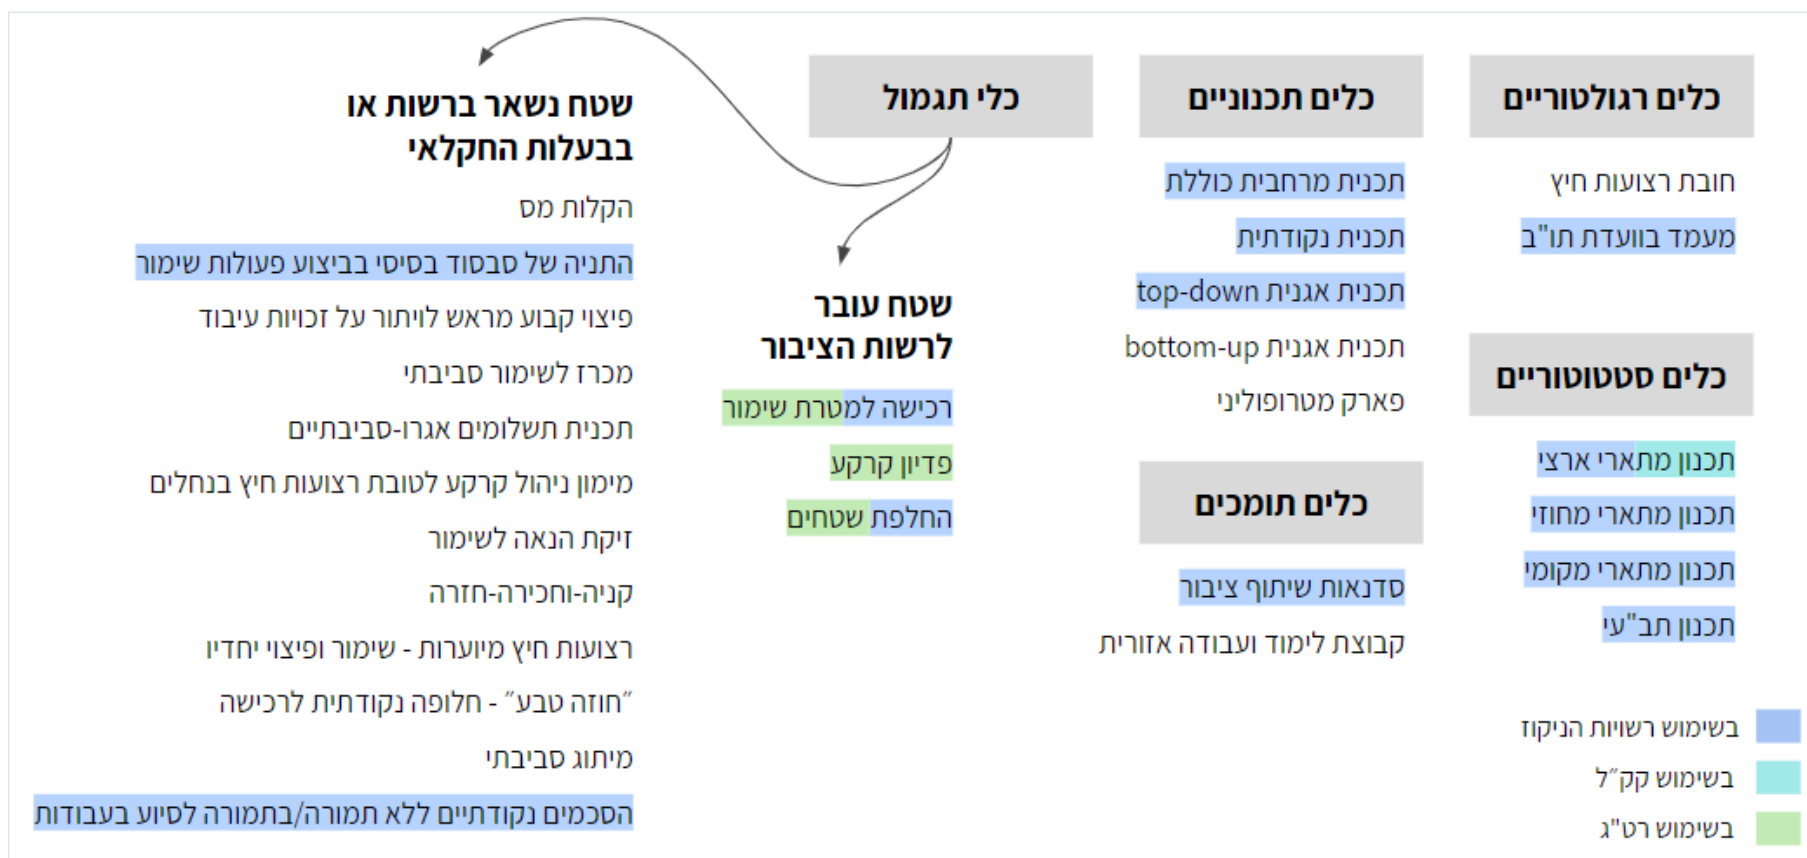 כלים רגולטוריים
חובת רצועות חיץ
מעמד בוועדת תו"ב
כלים סטטוטוריים
תכנון מתארי ארצי
תכנון מתארי מחוזי
תכנון מתארי מקומי
תכנון תב"עי
בשימוש רשויות הניקוז
בשימוש קק״ל
בשימוש רט"ג
כלים תכנוניים
תכנית מרחבית כוללת
תכנית נקודתית
תכנית אגנית top-down
תכנית אגנית bottom-up
פארק מטרופוליני
כלים תומכים
סדנאות שיתוף ציבור
קבוצת לימוד ועבודה אזורית
כלי תגמול
שטח עובר
לרשות הציבור
רכישה למטרת שימור
פדיון קרקע
החלפת שטחים
שטח נשאר ברשות או
בבעלות החקלאי
הקלות מס
התניה של סבסוד בסיסי בביצוע פעולות שימור
פיצוי קבוע מראש לויתור על זכויות עיבוד
מכרז לשימור סביבתי
תכנית תשלומים אגרו-סביבתיים
מימון ניהול קרקע לטובת רצועות חיץ בנחלים
זיקת הנאה לשימור
קניה-וחכירה-חזרה
רצועות חיץ מיוערות - שימור ופיצוי יחדיו
״חוזה טבע״ - חלופה נקודתית לרכישה
מיתוג סביבתי
הסכמים נקודתיים ללא תמורה/בתמורה לסיוע בעבודות